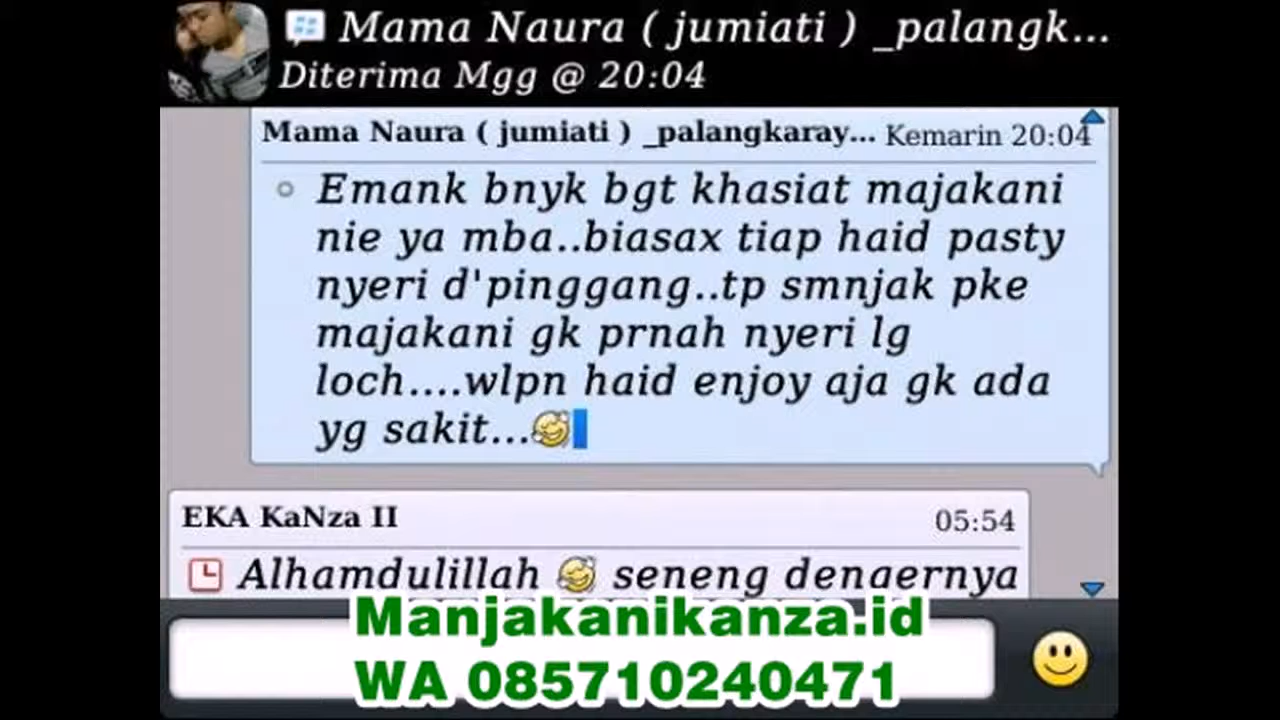 Mama Naura ( jumiati ) _palangk...
Diterima Mgg @ 20:04
Mama Naura ( jumiati ) _palangkaray... Kemarin 20:04
Emank bnyk bgt khasiat majakani
nie ya mba..biasax tiap haid pasty
nyeri d'pinggang..tp smnjak pke
majakani gk prnah nyeri lg
loch....wlpn haid enjoy aja gk ada
yg sakit...
EKA KaNza II 05:54
Alhamdulillah seneng dengernya
Manjakanikanza.id
WA 085710240471